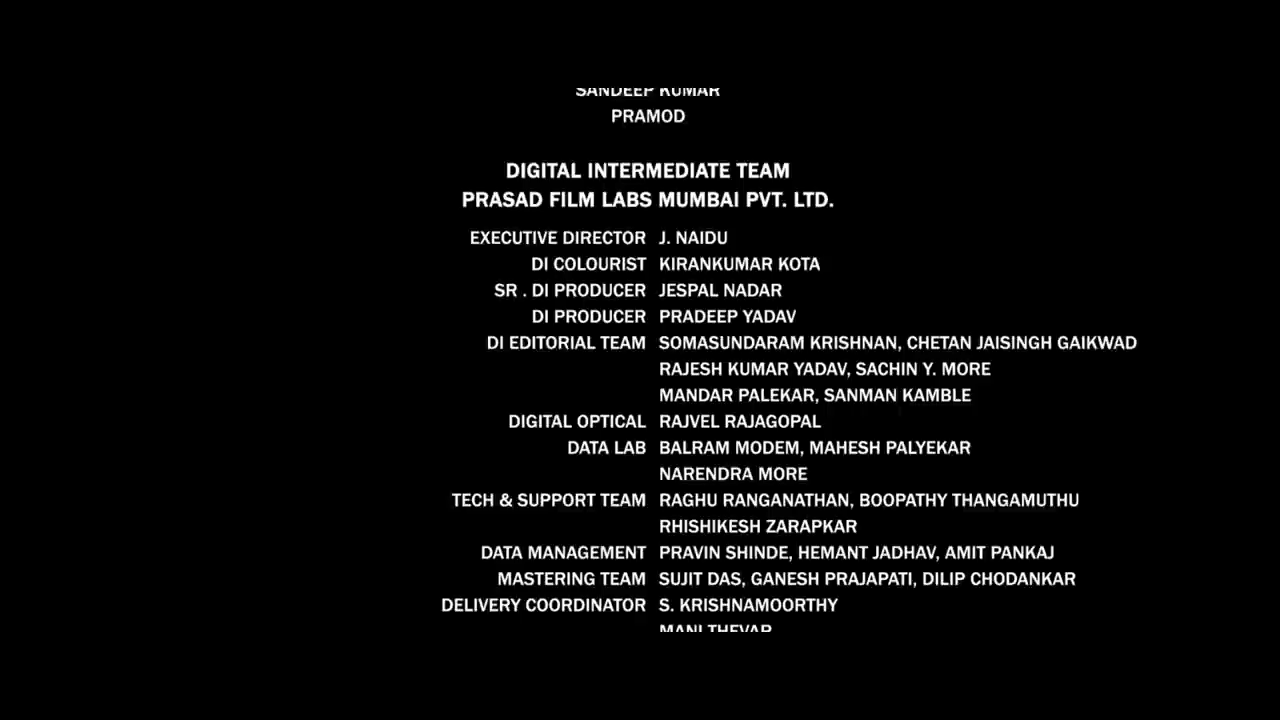 SANDEEP KUMAR
PRAMOD
DIGITAL INTERMEDIATE TEAM
PRASAD FILM LABS MUMBAI PVT. LTD.
EXECUTIVE DIRECTOR J. NAIDU
DI COLOURIST KIRANKUMAR KOTA
SR . DI PRODUCER JESPAL NADAR
DI PRODUCER PRADEEP YADAV
DI EDITORIAL TEAM SOMASUNDARAM KRISHNAN, CHETAN JAISINGH GAIKWAD
RAJESH KUMAR YADAV, SACHIN Y. MORE
MANDAR PALEKAR, SANMAN KAMBLE
DIGITAL OPTICAL RAJVEL RAJAGOPAL
DATA LAB BALRAM MODEM, MAHESH PALYEKAR
NARENDRA MORE
TECH & SUPPORT TEAM RAGHU RANGANATHAN, BOOPATHY THANGAMUTHU
RHISHIKESH ZARAPKAR
DATA MANAGEMENT PRAVIN SHINDE, HEMANT JADHAV, AMIT PANKAJ
MASTERING TEAM SUJIT DAS, GANESH PRAJAPATI, DILIP CHODANKAR
DELIVERY COORDINATOR S. KRISHNAMOORTHY
MANI THEVAR